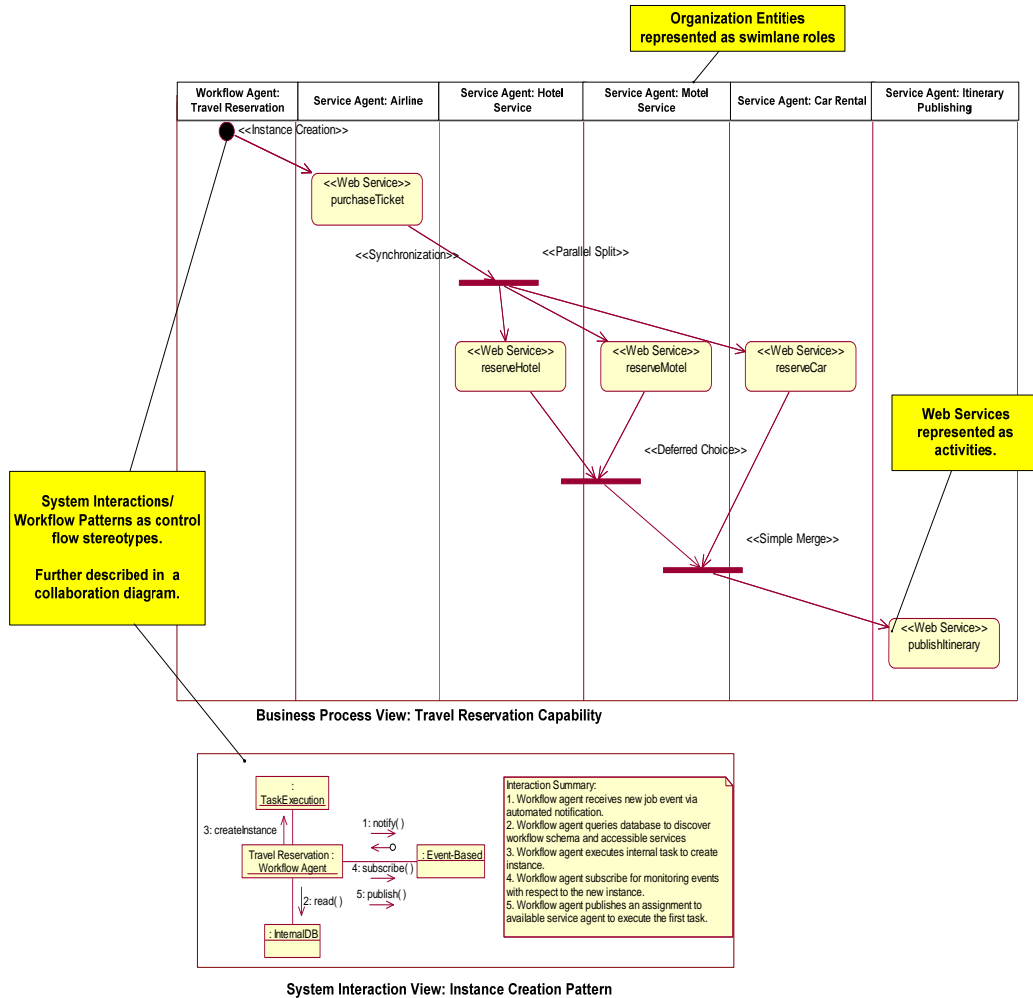 Organization Entities
represented as swimlane roles
Workflow Agent:
Travel Reservation
Service Agent: Airline
Service Agent: Hotel
Service
Service Agent: Motel
Service
Service Agent: Car Rental
Service Agent: Itinerary
Publishing
<<Instance Creation>>
<<Web Service>>
purchaseTicket
<<Synchronization>>
<<Parallel Split>>
<<Web Service>>
reserveHotel
<<Web Service>>
reserveMotel
<<Web Service>>
reserveCar
Web Services
represented as
activities.
<<Deferred Choice>>
System Interactions/
Workflow Patterns as control
flow stereotypes.
Further described in a
collaboration diagram.
<<Simple Merge>>
<<Web Service>>
publishItinerary
Business Process View: Travel Reservation Capability
:
TaskExecution
3: createInstance
1: notify( )
Travel Reservation :
Workflow Agent
: Event-Based
4: subscribe( )
5: publish( )
2: read( )
: InternalDB
Interaction Summary:
1. Workflow agent receives new job event via
automated notification.
2. Workflow agent queries database to discover
workflow schema and accessible services
3. Workflow agent executes internal task to create
instance.
4. Workflow agent subscribe for monitoring events
with respect to the new instance.
5. Workflow agent publishes an assignment to
available service agent to execute the first task.
System Interaction View: Instance Creation Pattern